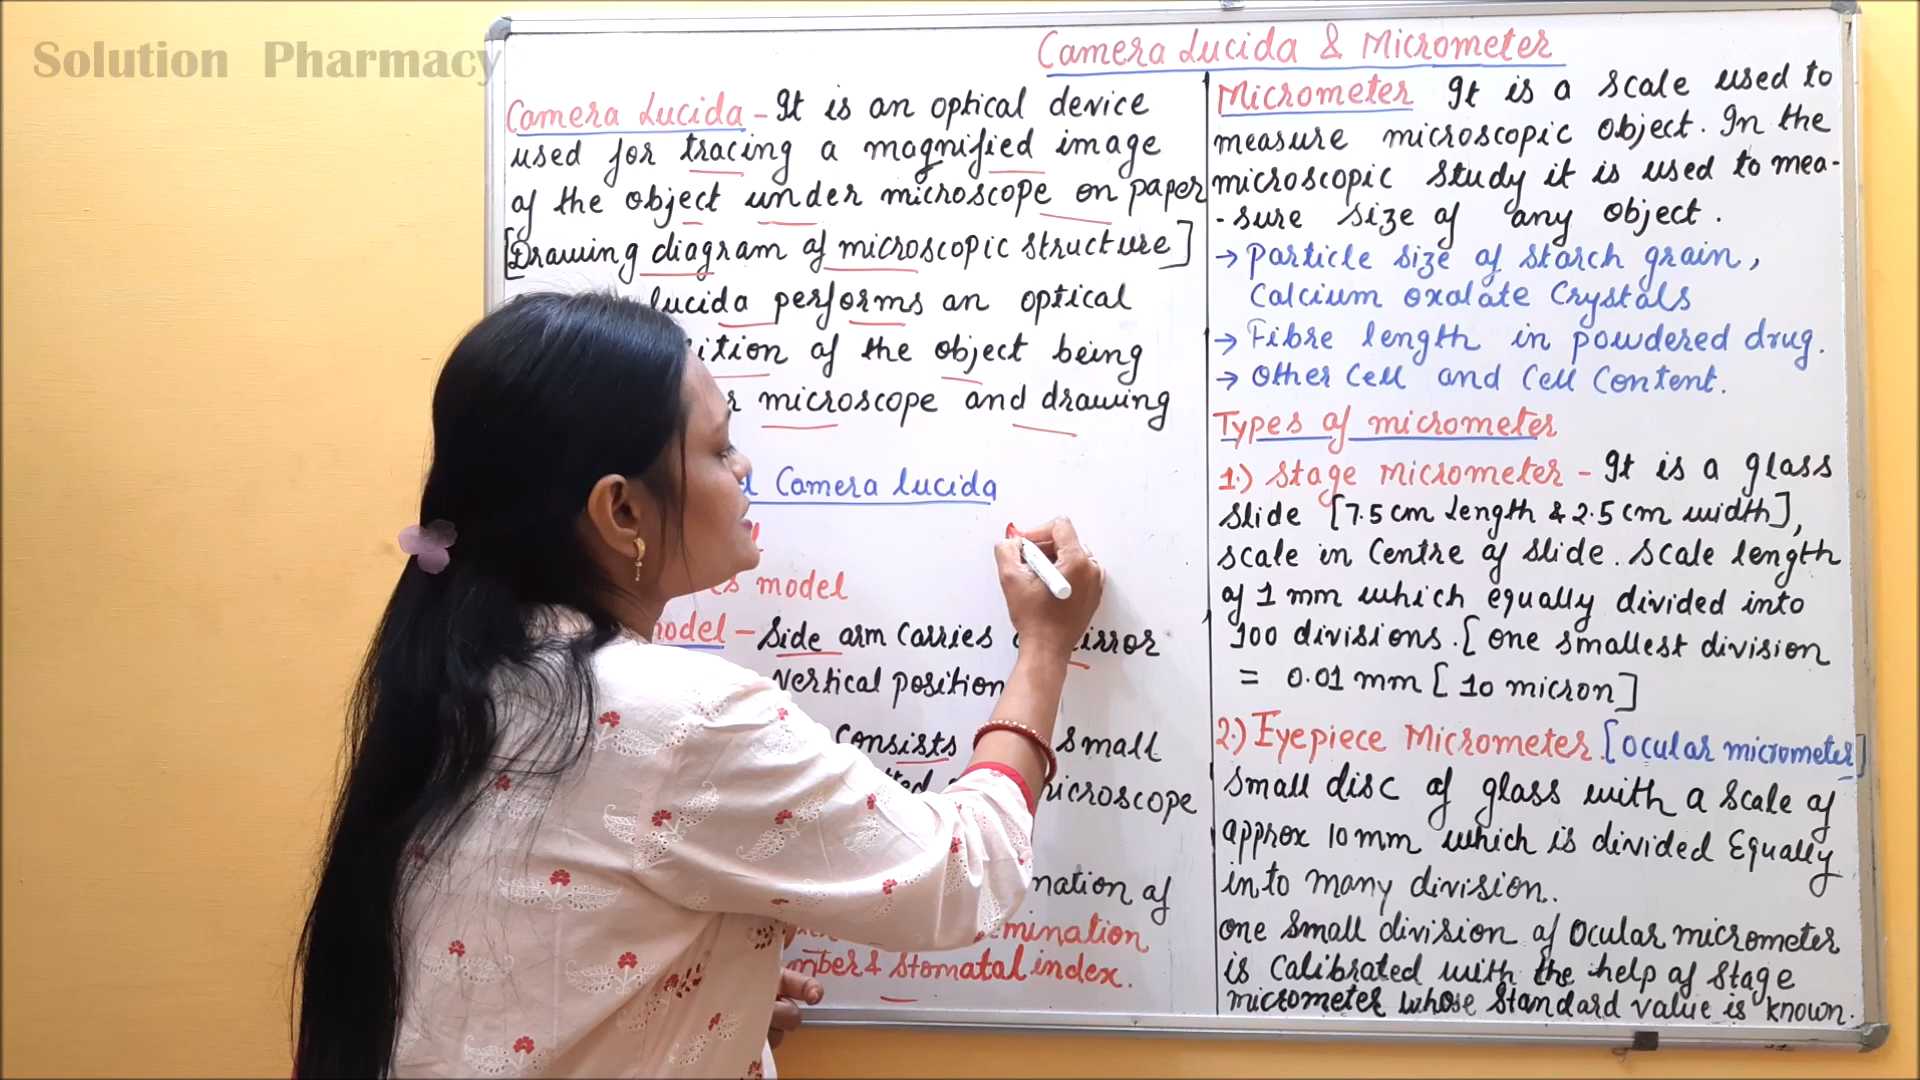 Solution Pharmacy
Camera Lucida & Micrometer
Camera Lucida - It is an optical device
used for tracing a magnified image
of the object under microscope on paper
[Drawing diagram of microscopic structure]
lucida performs an optical
of the object being
microscope and drawing
Camera lucida
model
model - Side arm carries
vertical position
Consists small
microscope
of
& stomatal index.
Micrometer It is a scale used to
measure microscopic object. In the
microscopic study it is used to mea-
-sure size of any object.
→ Particle size of starch grain,
Calcium oxalate Crystals
→ Fibre length in powdered drug.
→ Other Cell and Cell Content.
Types of micrometer
1.) Stage Micrometer - It is a glass
slide [7.5 cm length & 2.5 cm width],
scale in Centre of slide. Scale length
of 1 mm which equally divided into
100 divisions. [one smallest division
= 0.01 mm [10 micron]
2.) Eyepiece Micrometer. [Ocular micrometer]
Small disc of glass with a scale of
approx 10 mm which is divided Equally
into many division.
one small division of Ocular micrometer
is calibrated with the help of stage
micrometer whose standard value is known.